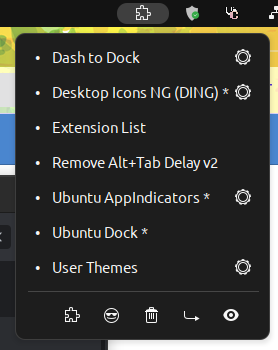 • Dash to Dock
• Desktop Icons NG (DING) *
• Extension List
• Remove Alt+Tab Delay v2
• Ubuntu AppIndicators *
• Ubuntu Dock *
• User Themes